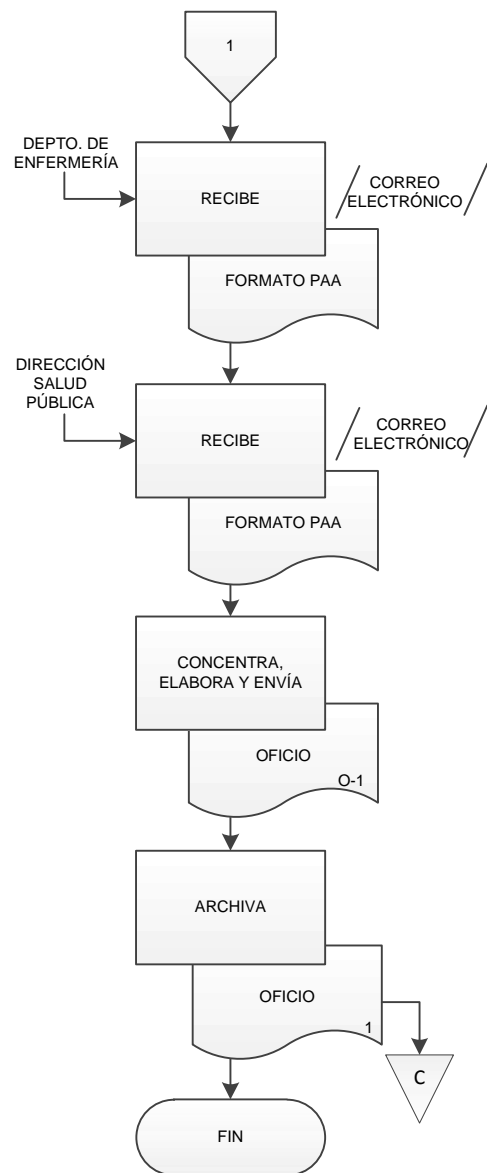 1
DEPTO. DE
ENFERMERÍA
RECIBE
CORREO
ELECTRÓNICO
FORMATO PAA
DIRECCIÓN
SALUD
PÚBLICA
RECIBE
CORREO
ELECTRÓNICO
FORMATO PAA
CONCENTRA,
ELABORA Y ENVÍA
OFICIO
O-1
ARCHIVA
OFICIO
1
C
FIN